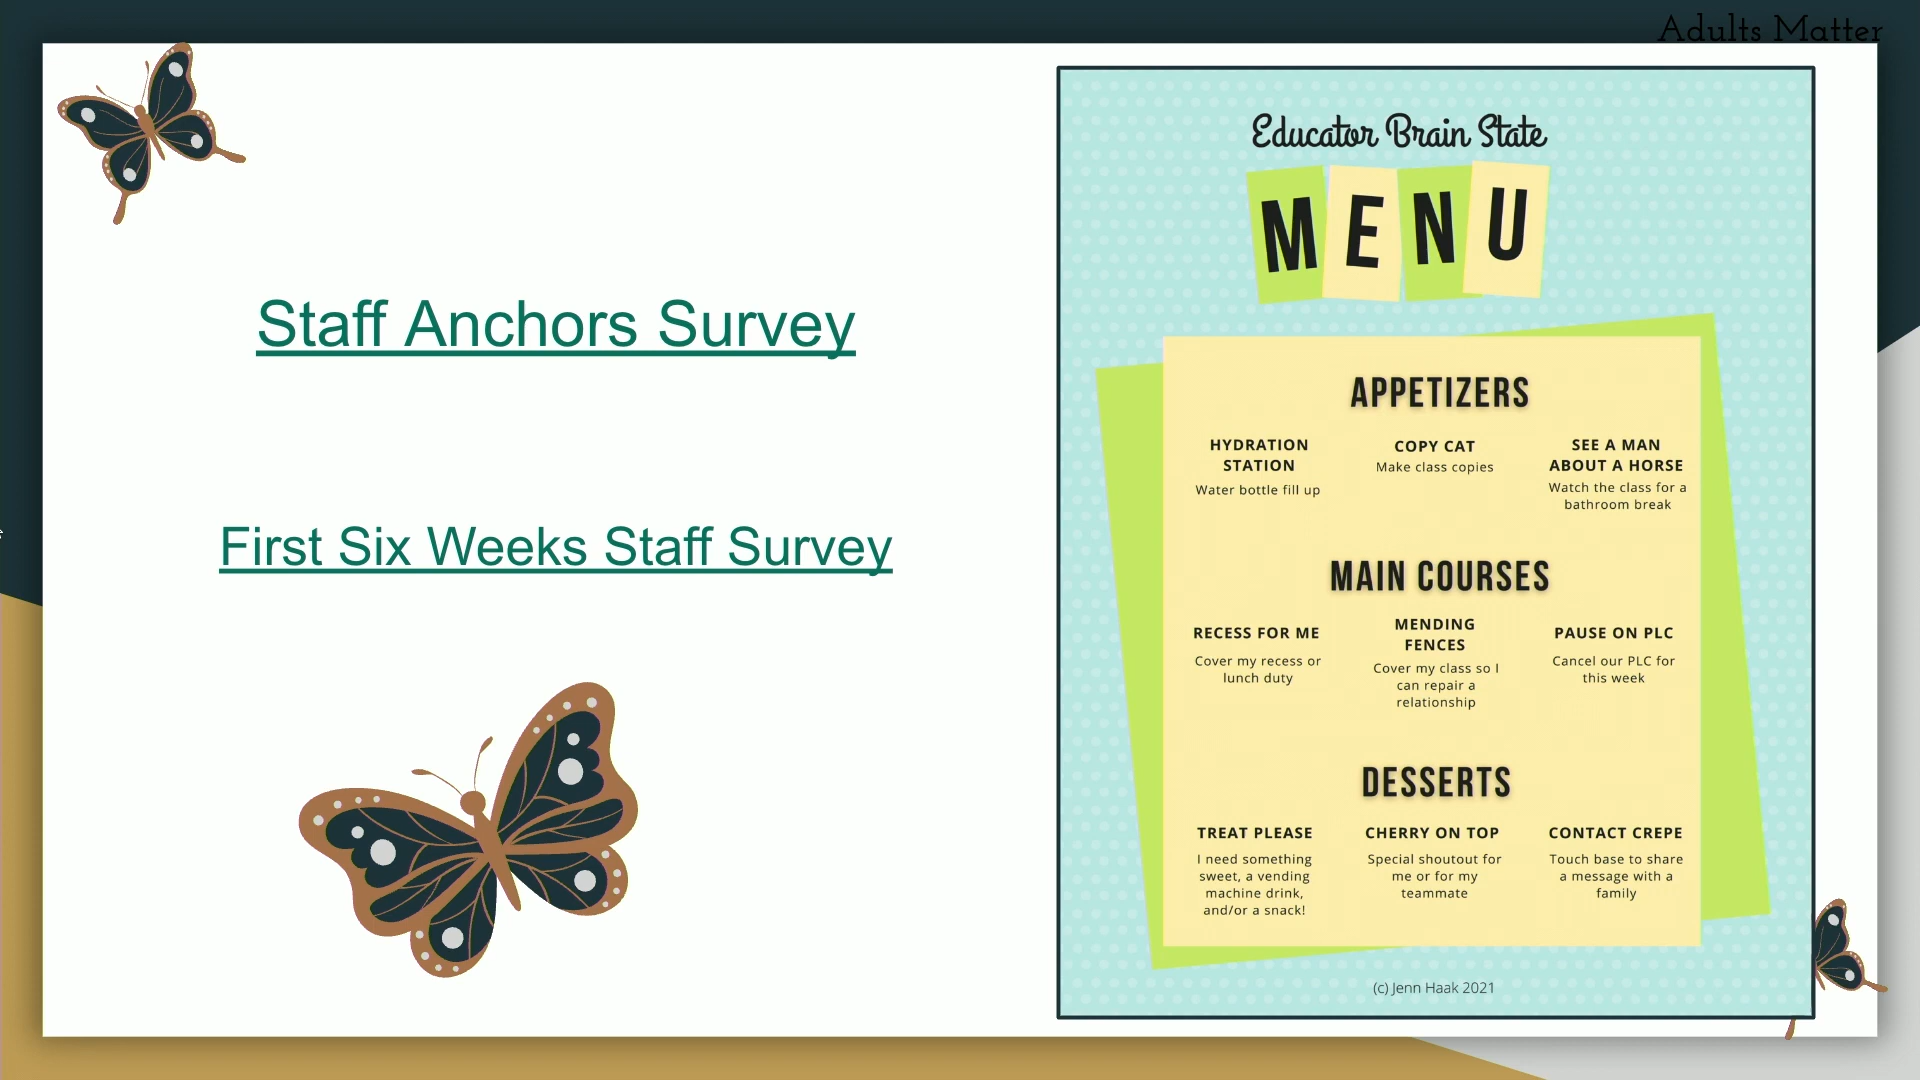 Adults Matter
Staff Anchors Survey
First Six Weeks Staff Survey
Educator Brain State
MENU
APPETIZERS
HYDRATION
STATION
Water bottle fill up
COPY CAT
Make class copies
SEE A MAN
ABOUT A HORSE
Watch the class for a
bathroom break
MAIN COURSES
RECESS FOR ME
Cover my recess or
lunch duty
MENDING
FENCES
Cover my class so I
can repair a
relationship
PAUSE ON PLC
Cancel our PLC for
this week
DESSERTS
TREAT PLEASE
I need something
sweet, a vending
machine drink,
and/or a snack!
CHERRY ON TOP
Special shoutout for
me or for my
teammate
CONTACT CREPE
Touch base to share
a message with a
family
(c) Jenn Haak 2021